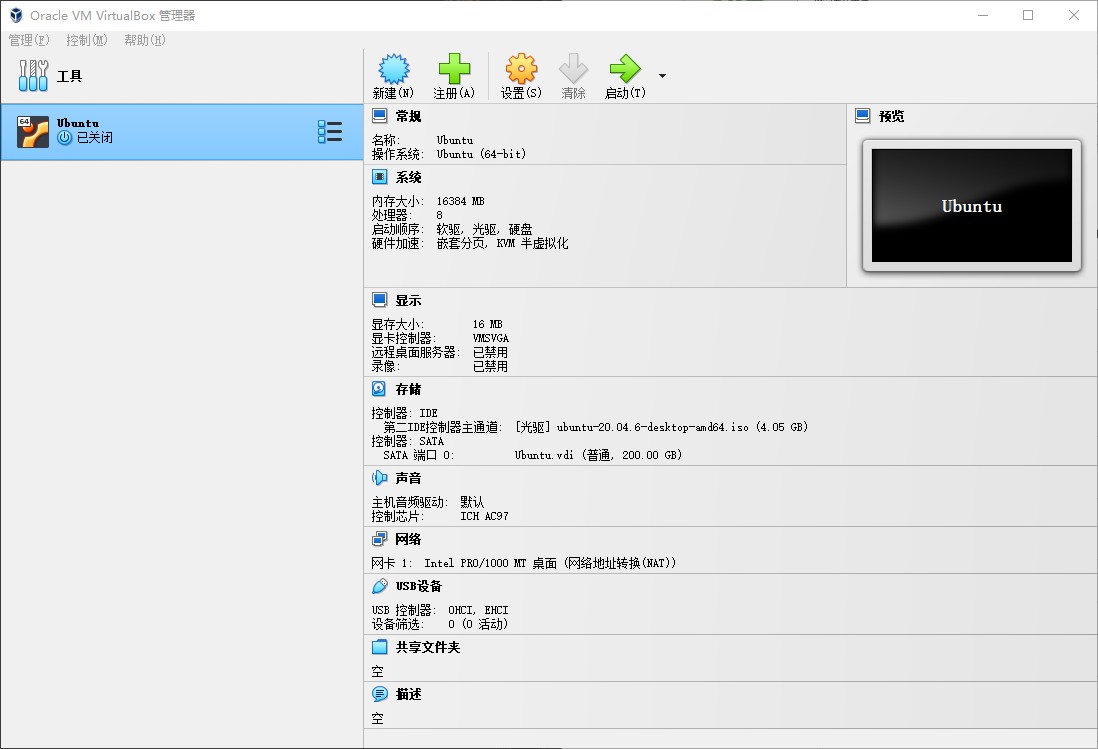 Oracle VM VirtualBox 管理器
管理(F) 控制(M) 帮助(H)
工具
新建(N) 注册(A) 设置(S) 清除 启动(T)
64
Ubuntu
已关闭
常规
名称: Ubuntu
操作系统: Ubuntu (64-bit)
系统
内存大小: 16384 MB
处理器: 8
启动顺序: 软驱, 光驱, 硬盘
硬件加速: 嵌套分页, KVM 半虚拟化
预览
Ubuntu
显示
显存大小: 16 MB
显卡控制器: VMSVGA
远程桌面服务器: 已禁用
录像: 已禁用
存储
控制器: IDE
第二IDE控制器主通道: [光驱] ubuntu-20.04.6-desktop-amd64.iso (4.05 GB)
控制器: SATA
SATA 端口 0: Ubuntu.vdi (普通, 200.00 GB)
声音
主机音频驱动: 默认
控制芯片: ICH AC97
网络
网卡 1: Intel PRO/1000 MT 桌面 (网络地址转换(NAT))
USB设备
USB 控制器: OHCI, EHCI
设备筛选: 0 (0 活动)
共享文件夹
空
描述
空